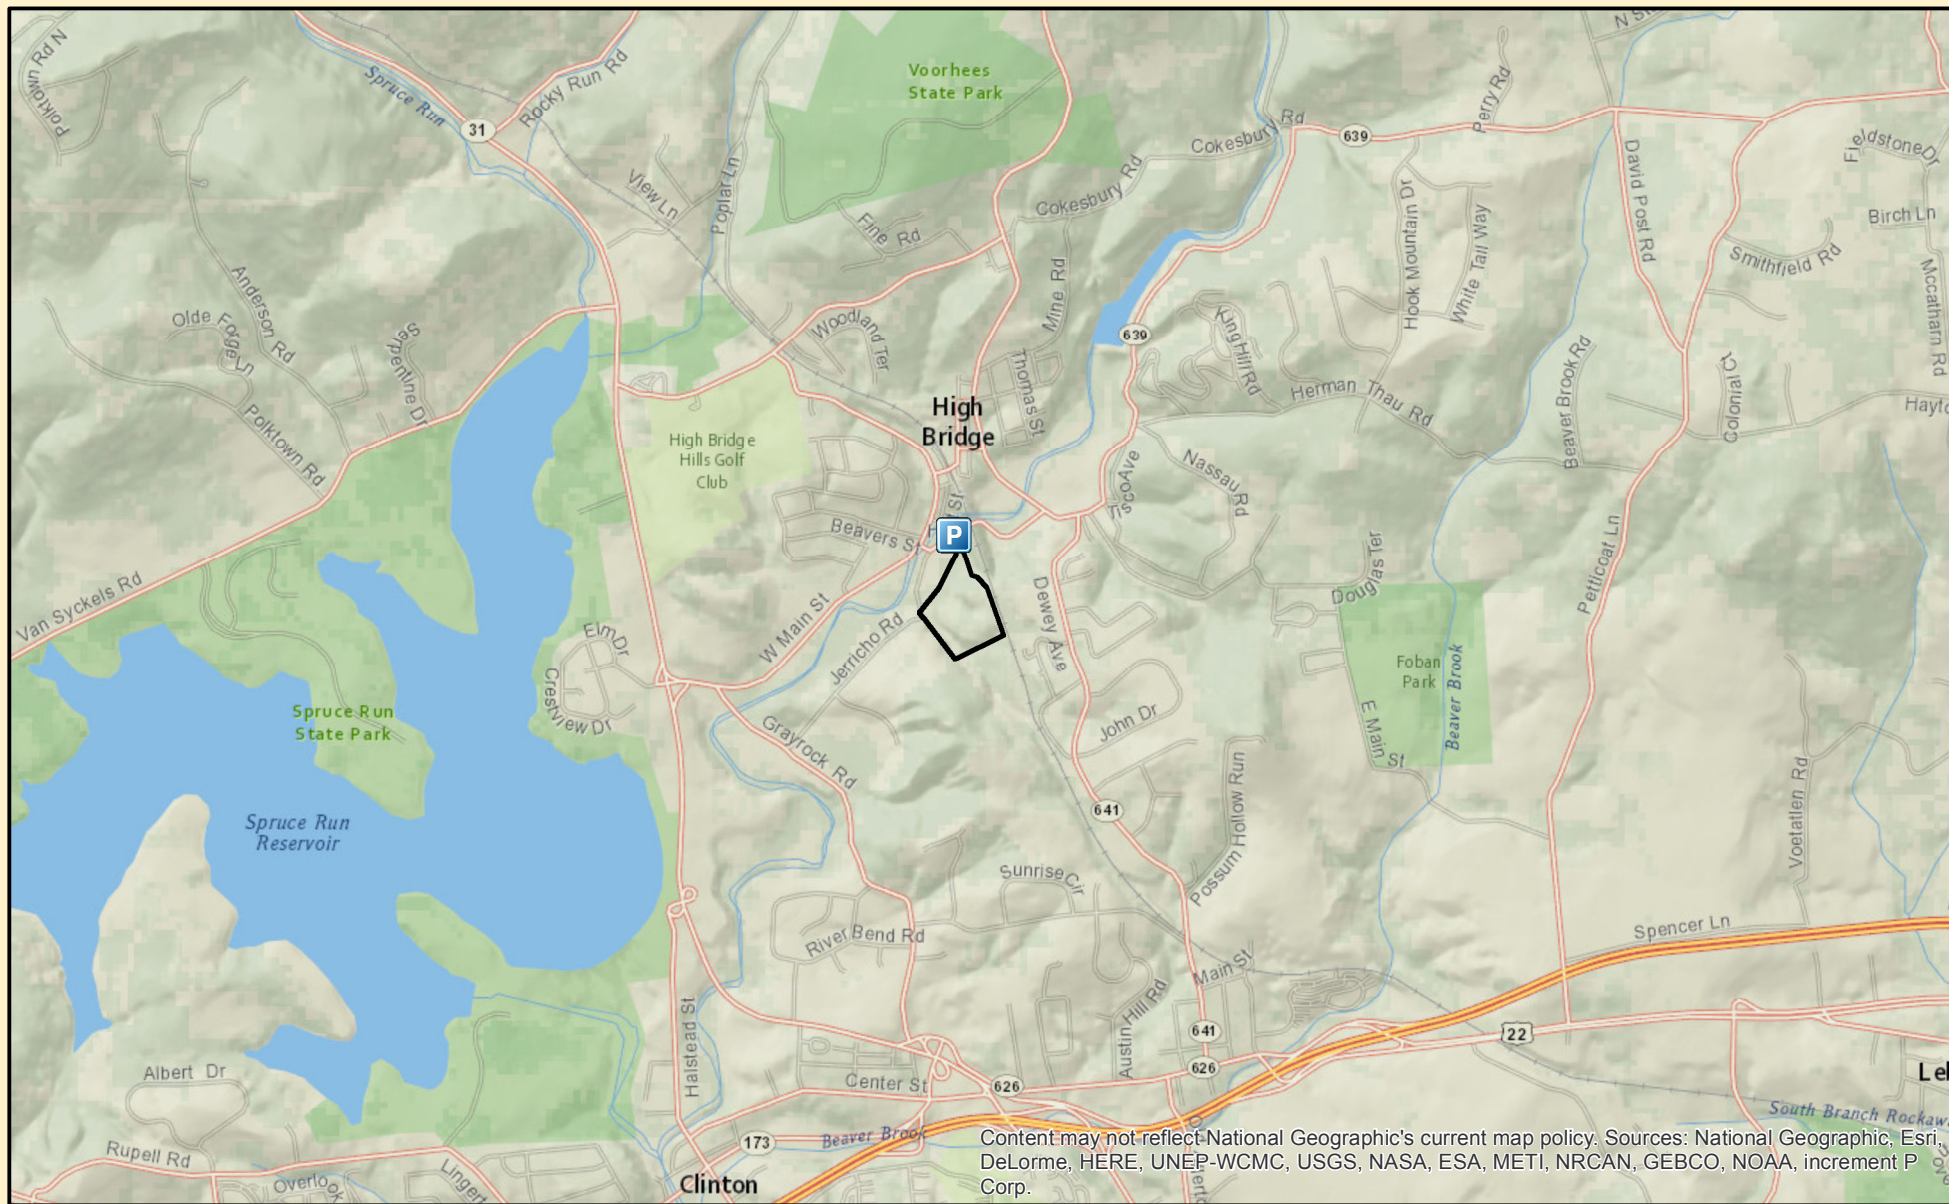 Polktown Rd N
Spruce Run
31
Rocky Run Rd
Voorhees
State Park
Cokesbury Rd
639
Perry Rd
David Post Rd
Fieldstone Dr
Birch Ln
View Ln
Poplar Ln
Fine Rd
Cokesbury Rd
Mine Rd
Hook Mountain Dr
White Tail Way
Smithfield Rd
Mccatharn Rd
Anderson Rd
Olde Forge Ln
Serpentine Dr
Polktown Rd
Woodland Ter
Thomas St
639
King Hill Rd
Herman Thau Rd
Beaver Brook Rd
Colonial Ct
High
Bridge
High Bridge
Hills Golf
Club
Tisco Ave
Nassau Rd
Beavers St
P
Van Syckels Rd
Elm Dr
Crestview Dr
W Main St
Jerricho Rd
Dewey Ave
Douglas Ter
Petticoat Ln
Foban
Park
Beaver Brook
E Main St
Spruce Run
State Park
Spruce Run
Reservoir
Grayrock Rd
John Dr
641
Possum Hollow Run
Voetatlen Rd
Sunrise Cir
River Bend Rd
Main St
Spencer Ln
Halstead St
Austin Hill Rd
641
22
626
626
Albert Dr
Center St
173
Beaver Brook
Rupell Rd
Clinton
Content may not reflect National Geographic's current map policy. Sources: National Geographic, Esri,
DeLorme, HERE, UNEP-WCMC, USGS, NASA, ESA, METI, NRCAN, GEBCO, NOAA, increment P
Corp.